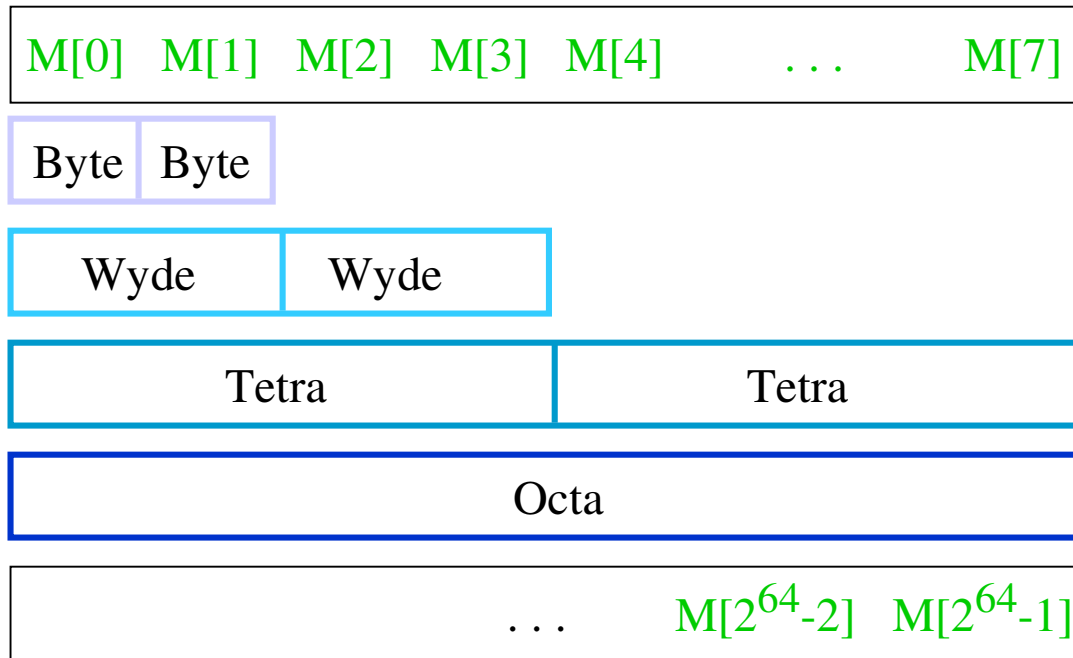 M[0] M[1] M[2] M[3] M[4] . . . M[7]
Byte Byte
Wyde Wyde
Tetra Tetra
Octa
. . . M[2^64-2] M[2^64-1]